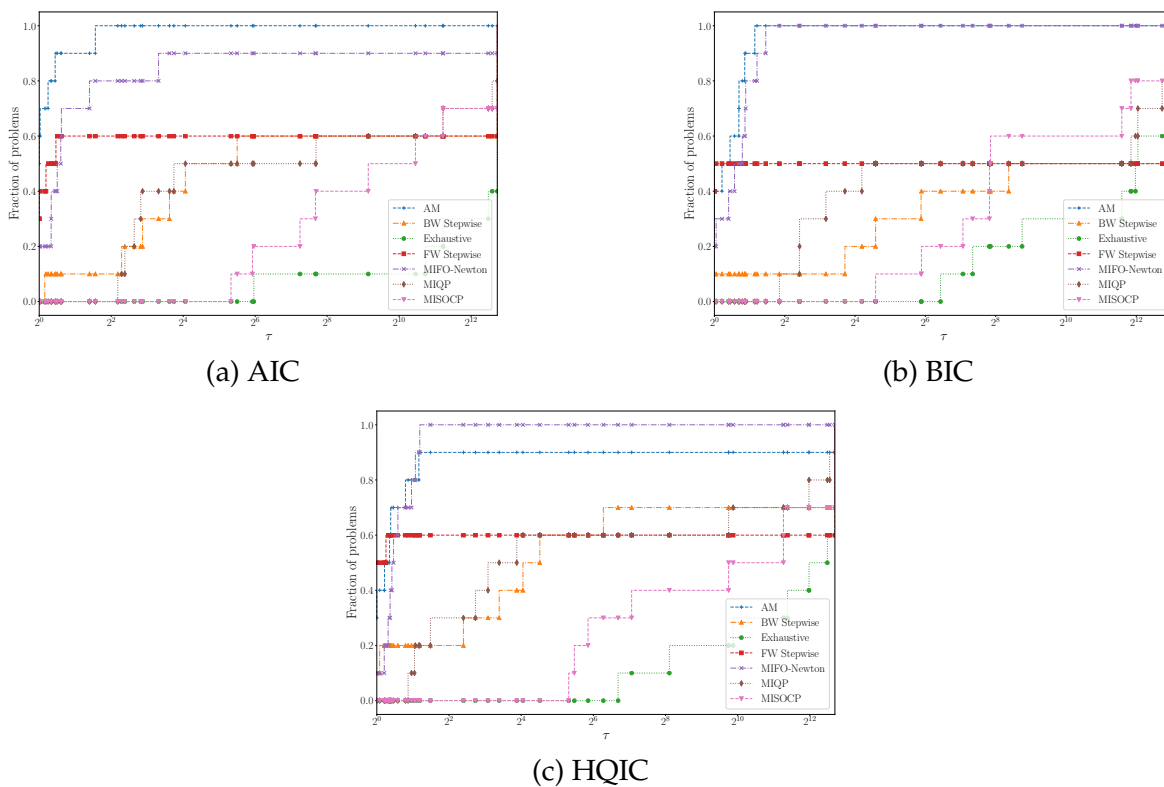 1.0
0.8
0.6
0.4
0.2
0.0
Fraction of problems
AM
BW Stepwise
Exhaustive
FW Stepwise
MIFO-Newton
MIQP
MISOCP
2^0 2^2 2^4 2^6 2^8 2^10 2^12
τ
(a) AIC
1.0
0.8
0.6
0.4
0.2
0.0
Fraction of problems
AM
BW Stepwise
Exhaustive
FW Stepwise
MIFO-Newton
MIQP
MISOCP
2^0 2^2 2^4 2^6 2^8 2^10 2^12
τ
(b) BIC
1.0
0.8
0.6
0.4
0.2
0.0
Fraction of problems
AM
BW Stepwise
Exhaustive
FW Stepwise
MIFO-Newton
MIQP
MISOCP
2^0 2^2 2^4 2^6 2^8 2^10 2^12
τ
(c) HQIC